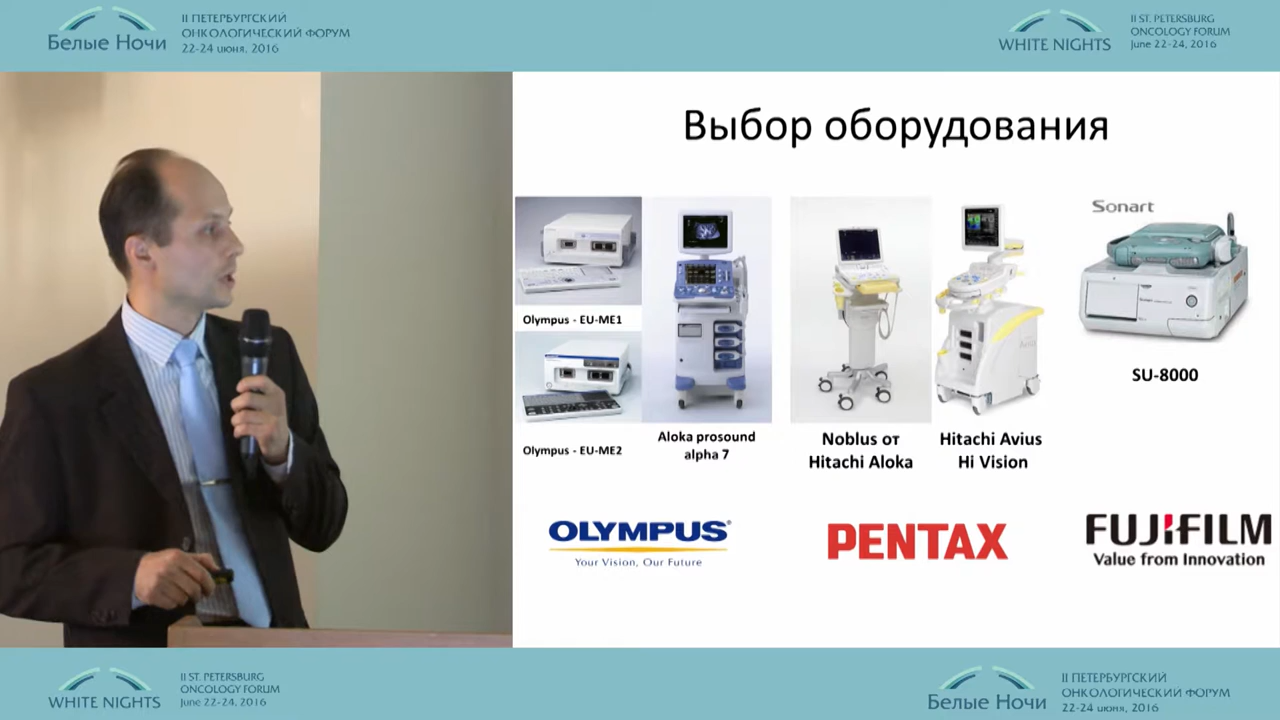 Белые Ночи
II ПЕТЕРБУРГСКИЙ
ОНКОЛОГИЧЕСКИЙ ФОРУМ
22-24 июня, 2016
WHITE NIGHTS
II ST. PETERSBURG
ONCOLOGY FORUM
June 22-24, 2016
Выбор оборудования
Olympus - EU-ME1
Olympus - EU-ME2
Aloka prosound
alpha 7
Noblus от
Hitachi Aloka
Hitachi Avius
Hi Vision
Sonart
SU-8000
OLYMPUS®
Your Vision, Our Future
PENTAX
FUJIFILM
Value from Innovation
WHITE NIGHTS
II ST. PETERSBURG
ONCOLOGY FORUM
June 22-24, 2016
Белые Ночи
II ПЕТЕРБУРГСКИЙ
ОНКОЛОГИЧЕСКИЙ ФОРУМ
22-24 июня, 2016